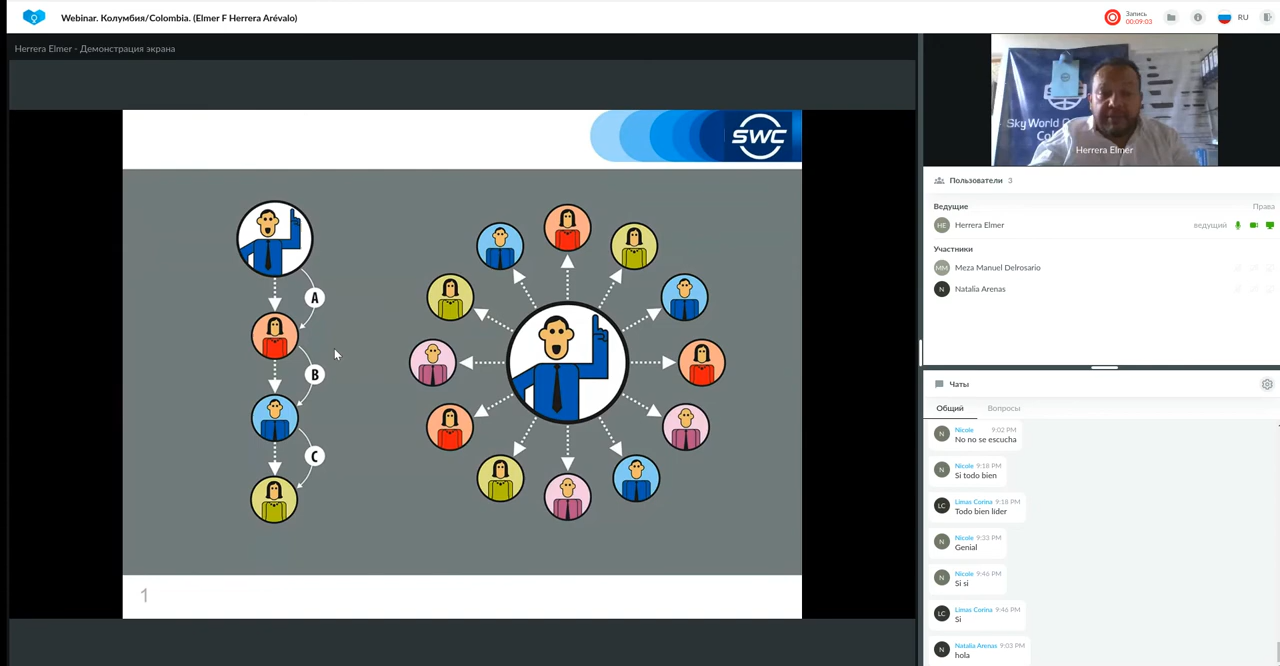 Webinar. Колумбия/Colombia. (Elmer F Herrera Arévalo)
Запись
00:09:03
RU
Herrera Elmer - Демонстрация экрана
SWC
A
B
C
1
Sky World C
Col
Herrera Elmer
Пользователи 3
Ведущие Права
HE Herrera Elmer ведущий
Участники
MM Meza Manuel Delrosario
N Natalia Arenas
Чаты
Общий Вопросы
N Nicole 9:02 PM
No no se escucha
N Nicole 9:18 PM
Si todo bien
LC Limas Corina 9:18 PM
Todo bien líder
N Nicole 9:33 PM
Genial
N Nicole 9:46 PM
Si si
LC Limas Corina 9:46 PM
Si
N Natalia Arenas 9:03 PM
hola